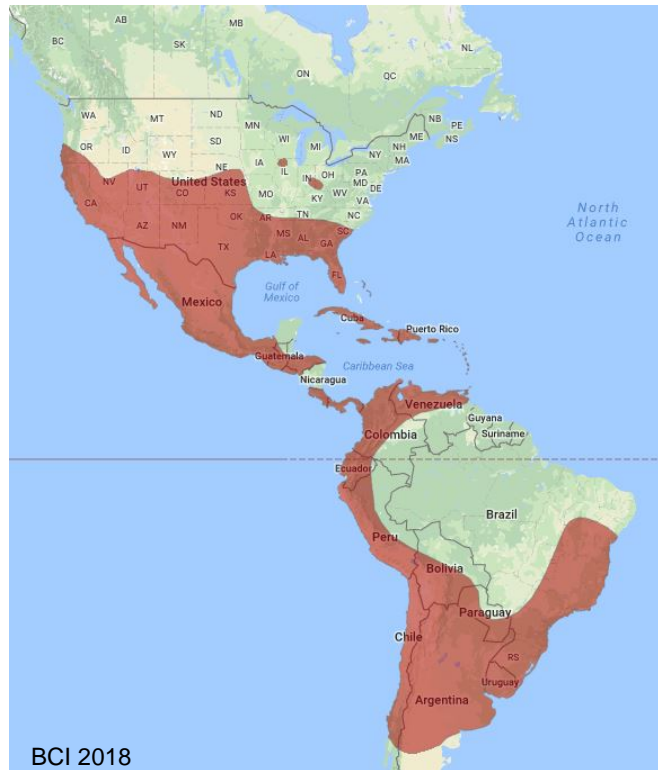 AB
MB
BC
SK
NL
ON
QC
WA
MT
ND
MN
NB
PE
OR
ID
SD
WI
MI
ME
NS
WY
NY
NH
MA
NE
IA
IL
IN
OH
PA
NV
UT
United States
CO
KS
MO
KY
WV
MD
DE
VA
CA
AZ
NM
OK
AR
TN
NC
TX
MS
AL
GA
SC
LA
FL
North
Atlantic
Ocean
Gulf of
Mexico
Mexico
Cuba
Puerto Rico
Guatemala
Caribbean Sea
Nicaragua
Venezuela
Guyana
Colombia
Suriname
Ecuador
Brazil
Peru
Bolivia
Paraguay
Chile
RS
Uruguay
Argentina
BCI 2018